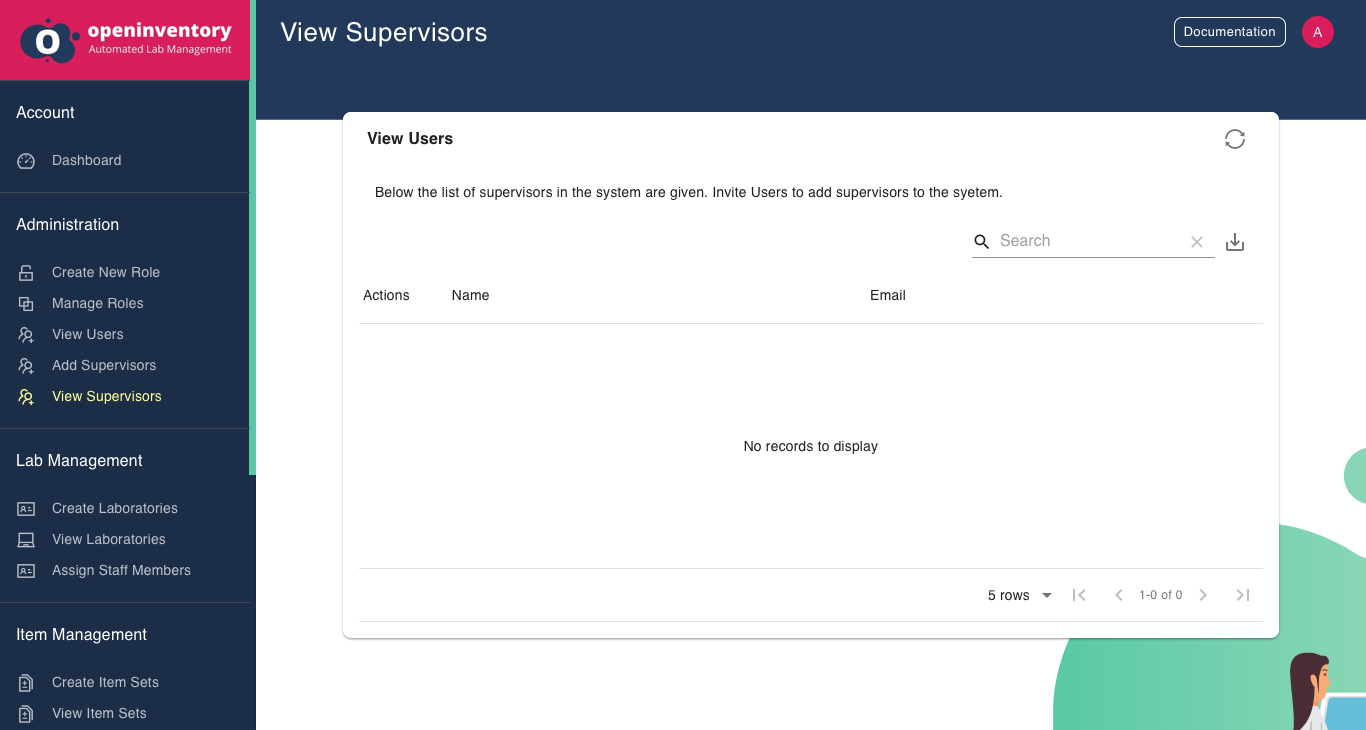 openinventory
Automated Lab Management
View Supervisors
Documentation
A
Account
Dashboard
Administration
Create New Role
Manage Roles
View Users
Add Supervisors
View Supervisors
Lab Management
Create Laboratories
View Laboratories
Assign Staff Members
Item Management
Create Item Sets
View Item Sets
View Users
Below the list of supervisors in the system are given. Invite Users to add supervisors to the syetem.
Search
Actions Name Email
No records to display
5 rows 1-0 of 0